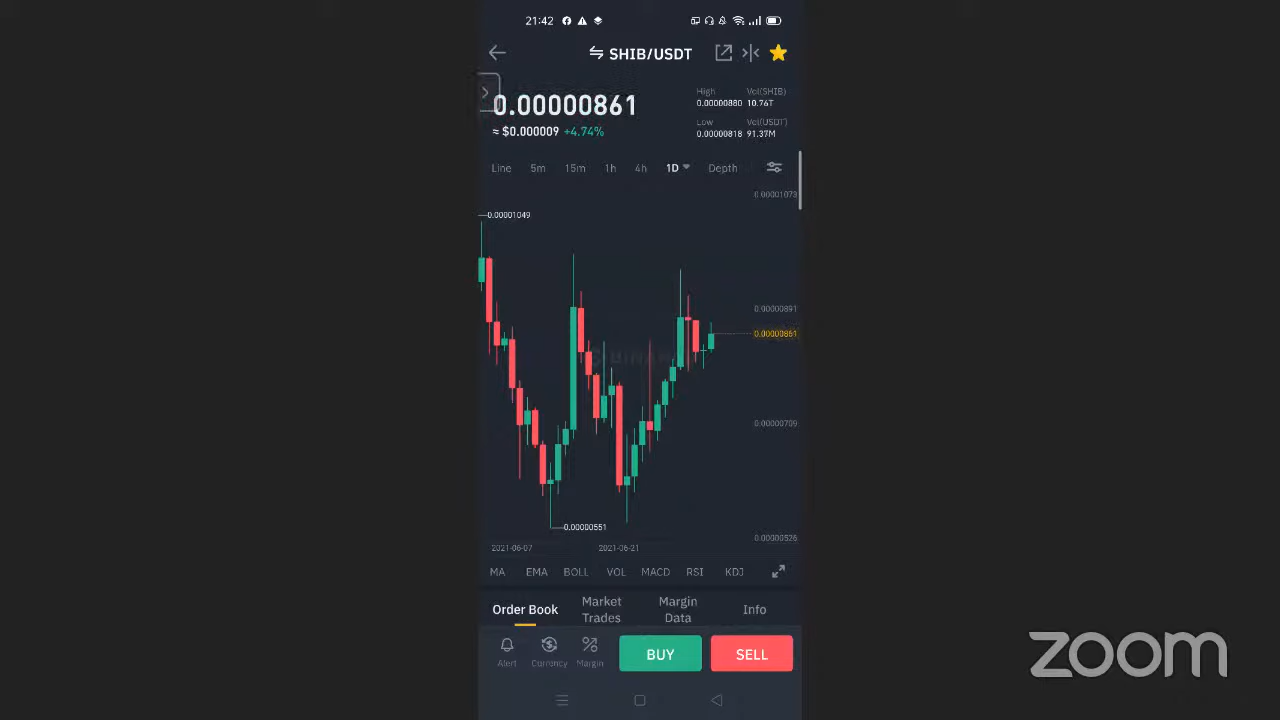 21:42
SHIB/USDT
0.00000861
≈ $0.000009 +4.74%
High Vol(SHIB)
0.00000880 10.76T
Low Vol(USDT)
0.00000818 91.37M
Line 5m 15m 1h 4h 1D Depth
0.00001073
0.00001049
0.00000891
0.00000861
BINANCE
0.00000709
0.00000551
0.00000526
2021-06-07 2021-06-21
MA EMA BOLL VOL MACD RSI KDJ
Order Book Market Trades Margin Data Info
Alert Currency Margin BUY SELL
zoom